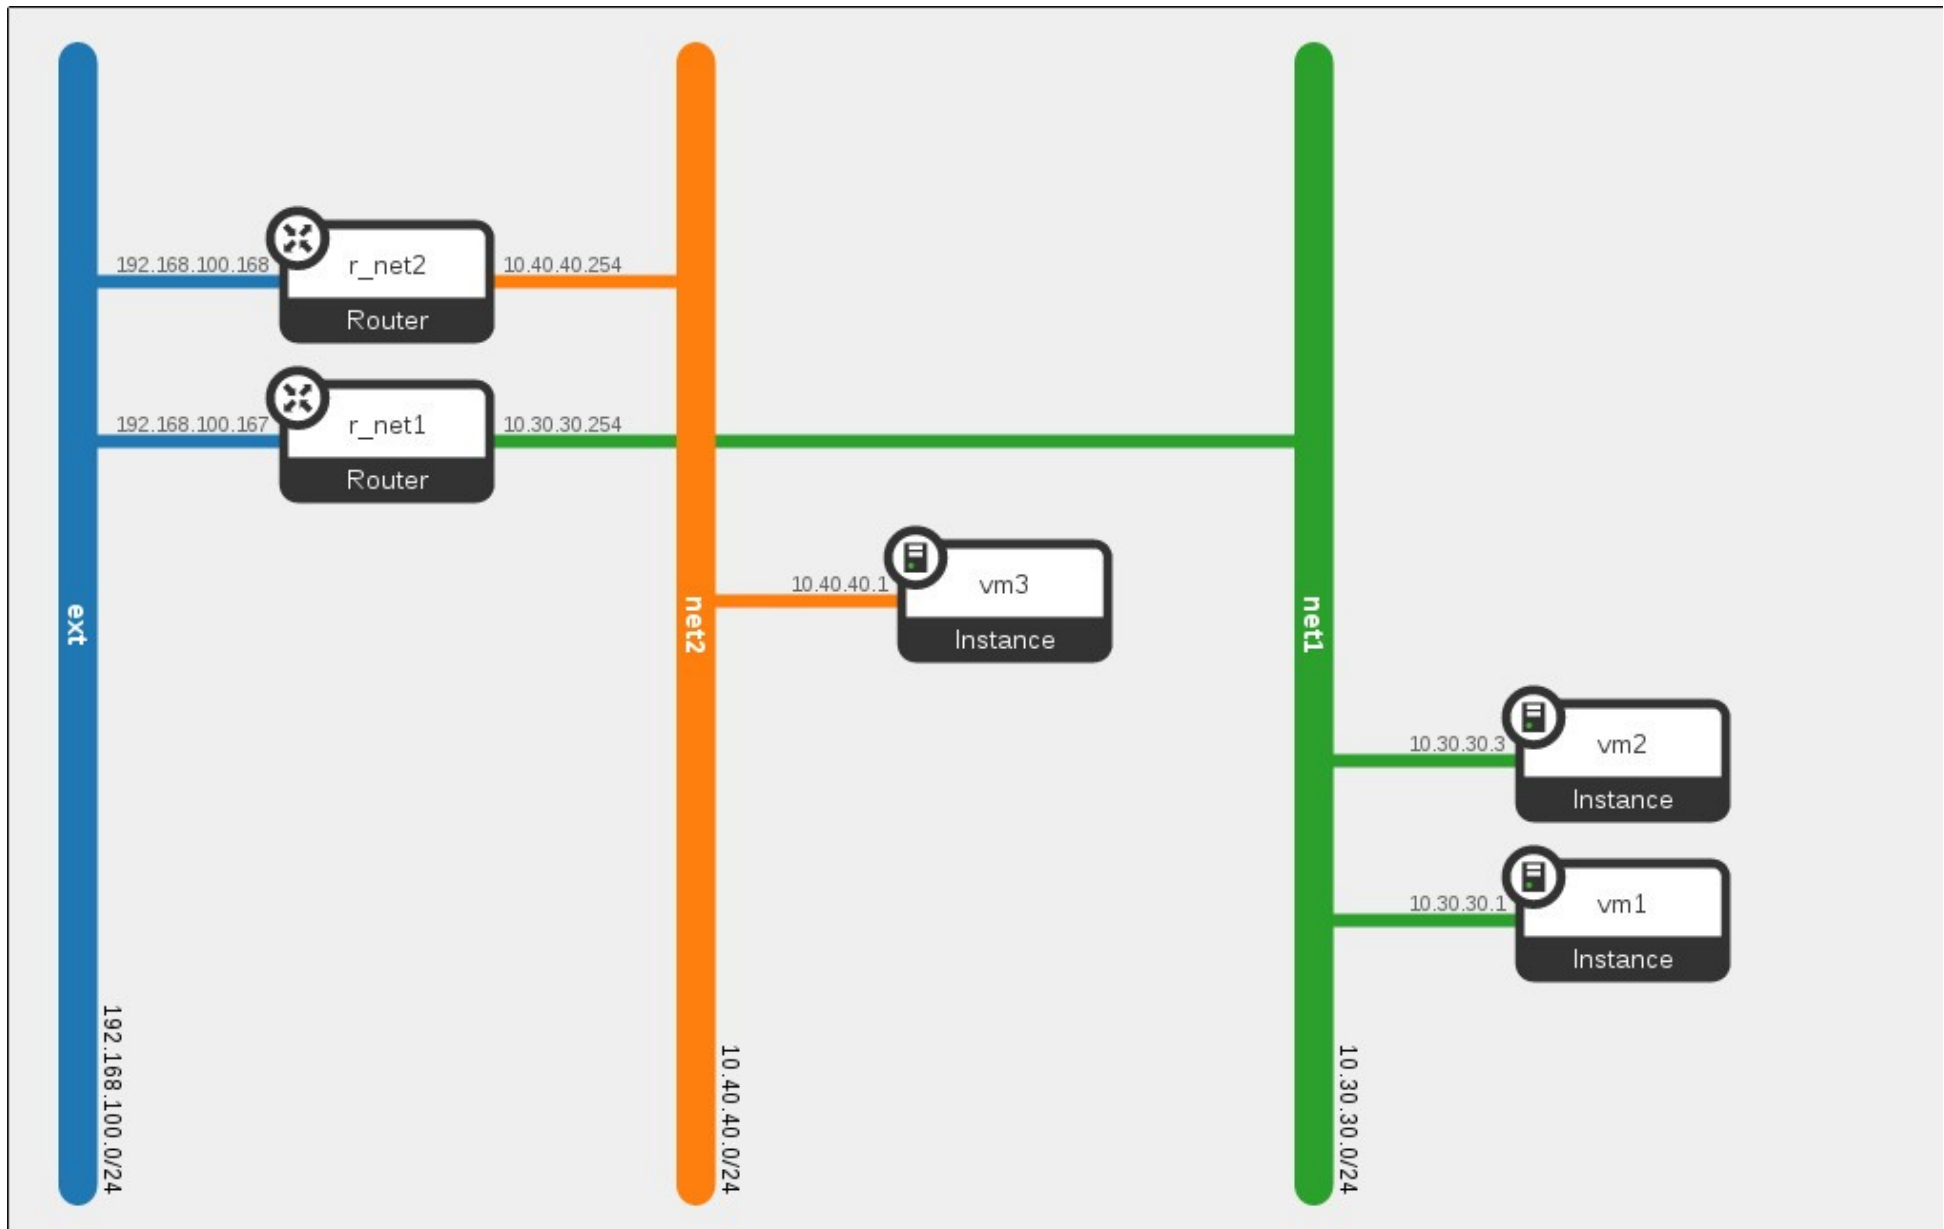 192.168.100.168
r_net2
10.40.40.254
Router
192.168.100.167
r_net1
10.30.30.254
Router
10.40.40.1
vm3
Instance
ext
net2
net1
10.30.30.3
vm2
Instance
10.30.30.1
vm1
Instance
192.168.100.0/24
10.40.40.0/24
10.30.30.0/24